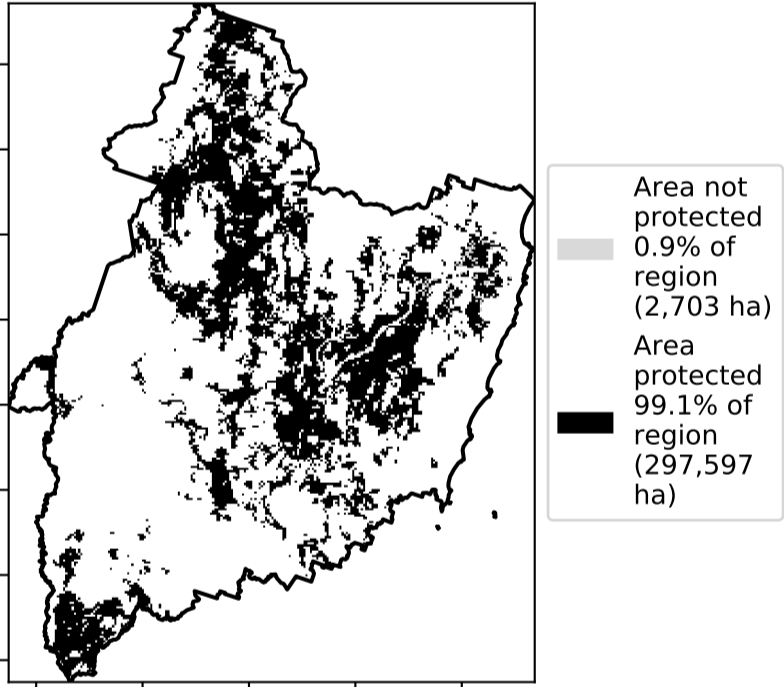 Area not
protected
0.9% of
region
(2,703 ha)
Area
protected
99.1% of
region
(297,597
ha)